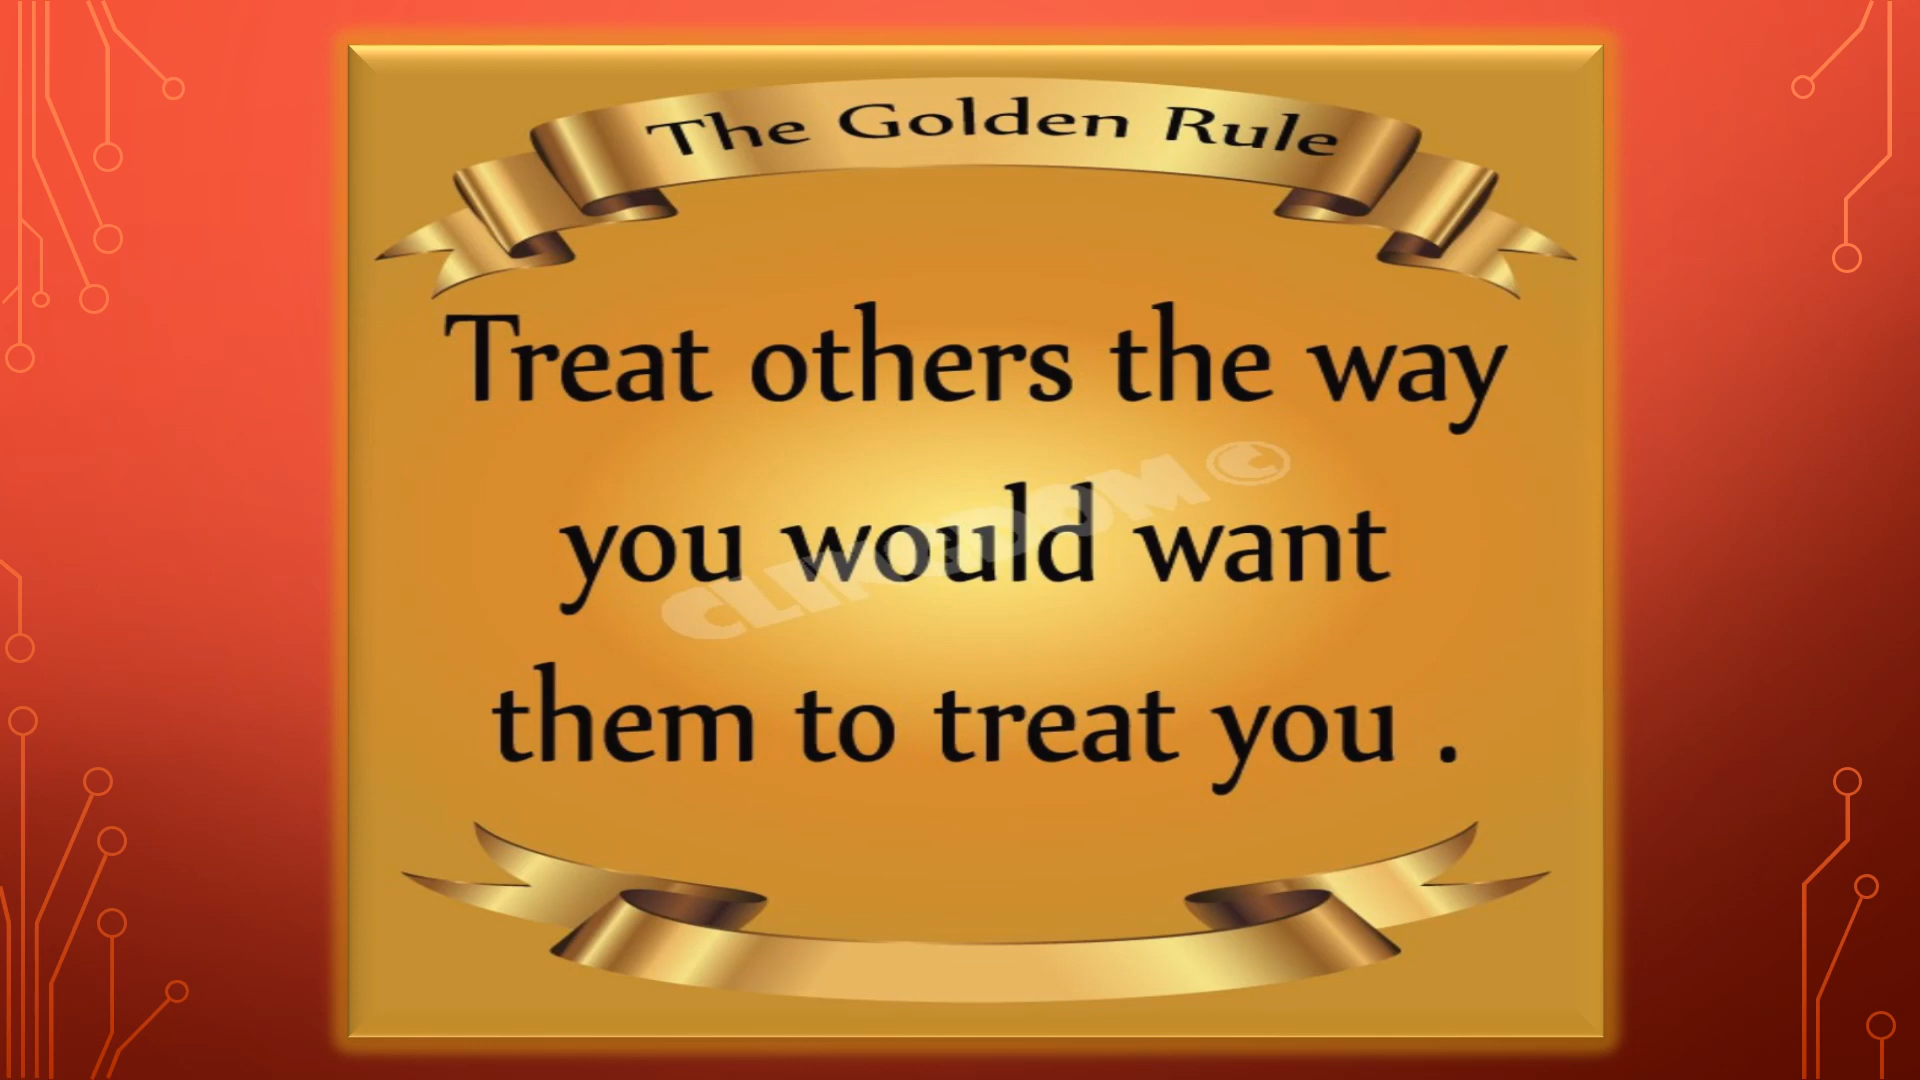 The Golden Rule
Treat others the way
you would want
them to treat you .